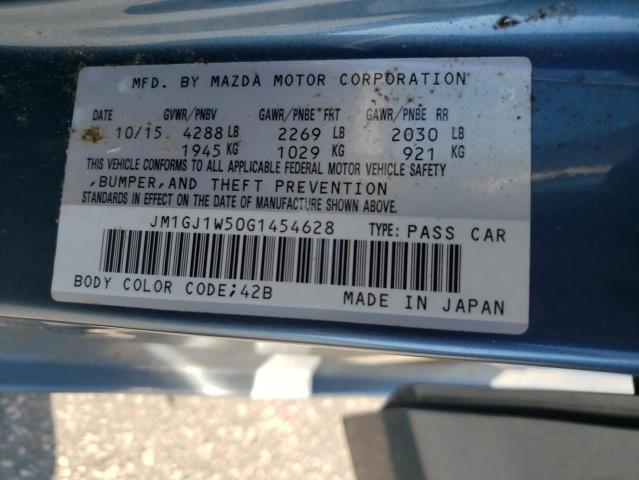 MFD. BY MAZDA MOTOR CORPORATION
DATE GVWR/PNBV GAWR/PNBE FRT GAWR/PNBE RR
10/15 4288 LB 2269 LB 2030 LB
1945 KG 1029 KG 921 KG
THIS VEHICLE CONFORMS TO ALL APPLICABLE FEDERAL MOTOR VEHICLE SAFETY
,BUMPER,AND THEFT PREVENTION
STANDARDS IN EFFECT ON THE DATE OF MANUFACTURE SHOWN ABOVE.
JM1GJ1W50G1454628 TYPE: PASS CAR
BODY COLOR CODE;42B MADE IN JAPAN